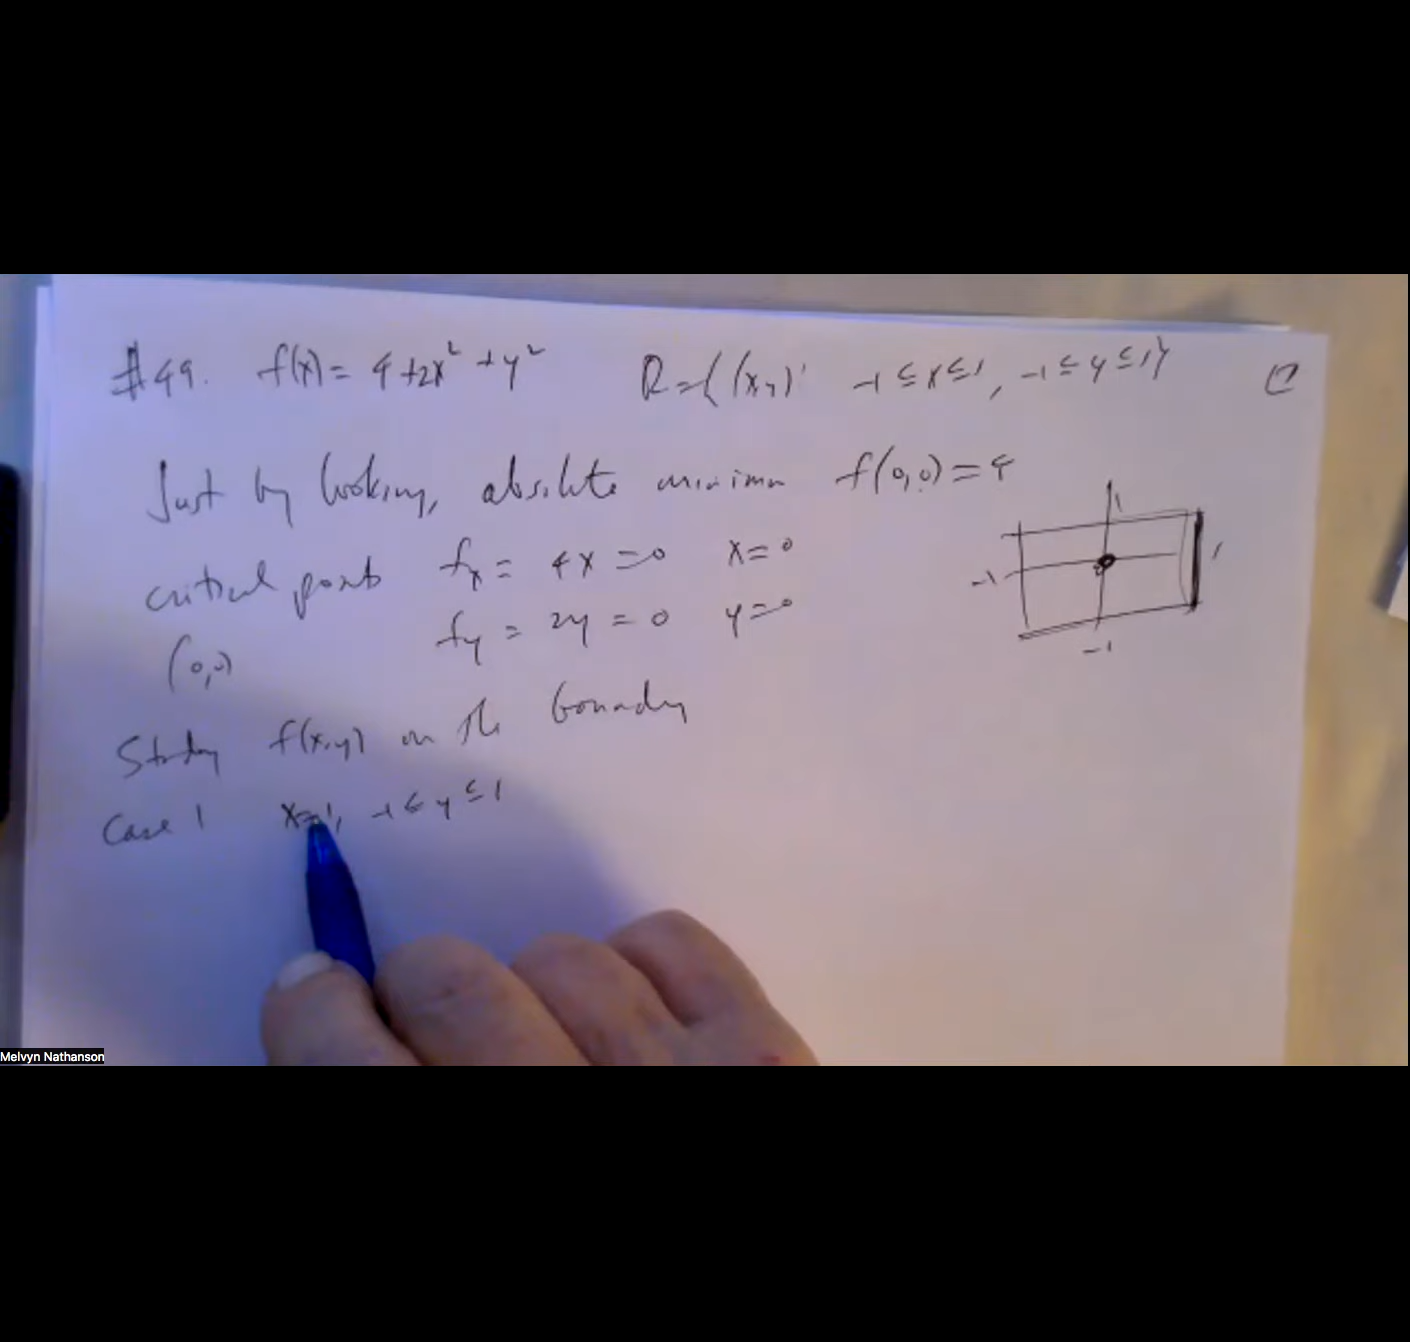 #49. f(x) = 4+2x² + y² R={(x,y): -1≤x≤1, -1≤y≤1}
Just by looking, absolute minimum f(0,0)=4
critical points fx = 4x =0 x=0
(0,0) fy = 2y = 0 y=0
1
-1 1
-1
Study f(x,y) on the boundary
Case 1 x=1, -1≤y≤1
Melvyn Nathanson